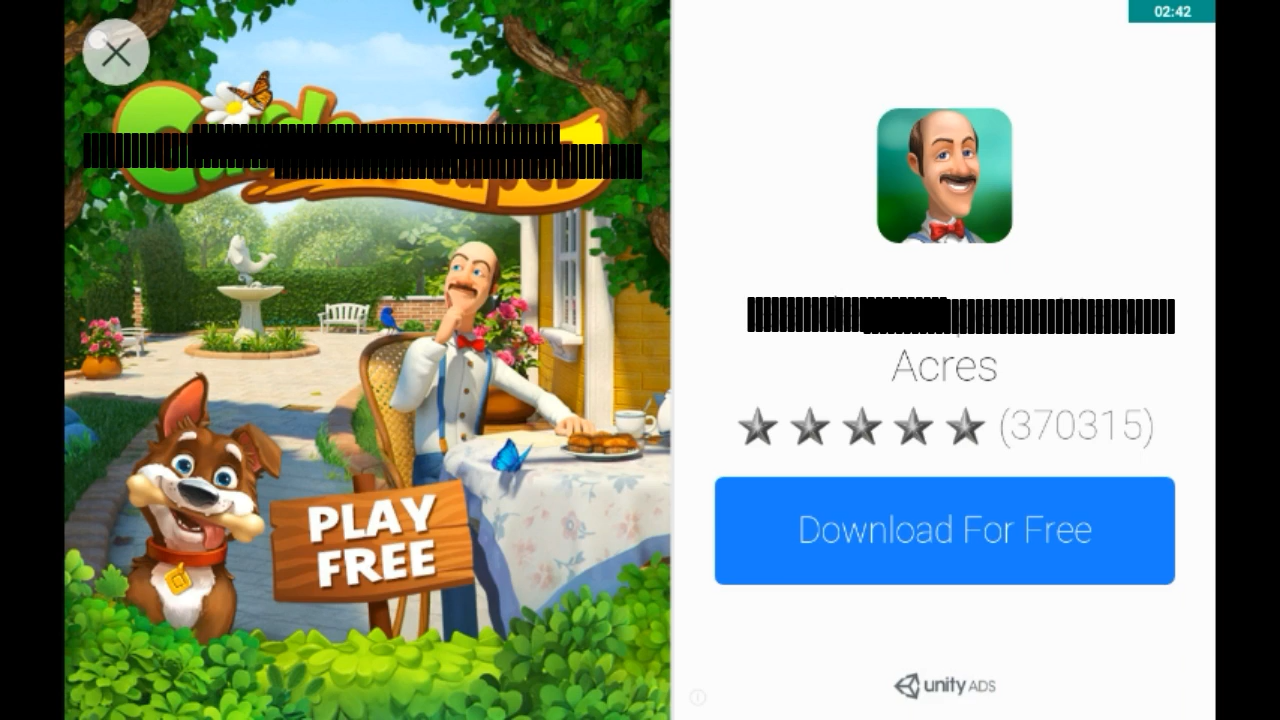 02:42
Acres
(370315)
Download For Free
PLAY
FREE
unity ADS